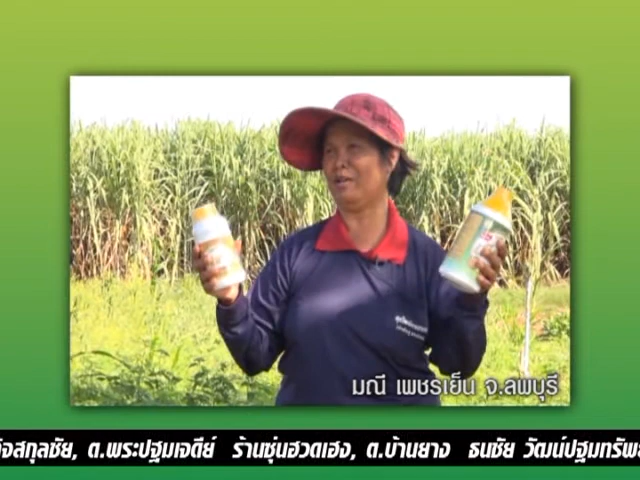 มณี เพชรเย็น จ.ลพบุรี
ัจสกุลชัย, ต.พระปฐมเจดีย์ ร้านซุ่นฮวดเฮง, ต.บ้านยาง ธนชัย วัฒน์ปฐมทรัพย